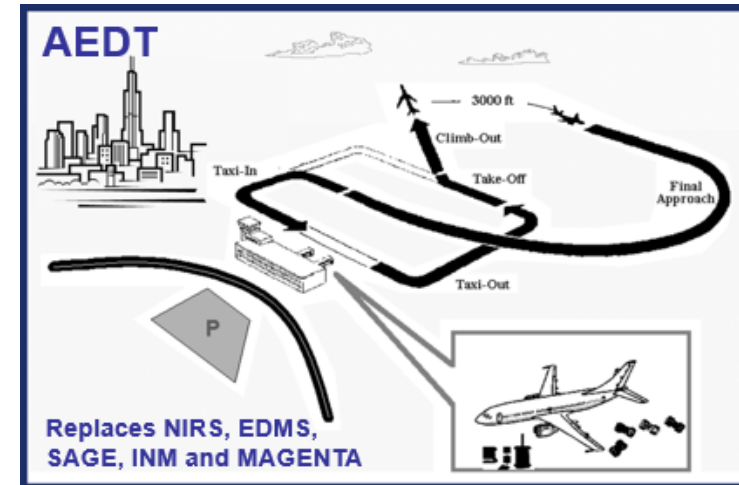 AEDT
3000 ft
Climb-Out
Taxi-In
Take-Off
Final
Approach
Taxi-Out
P
Replaces NIRS, EDMS,
SAGE, INM and MAGENTA